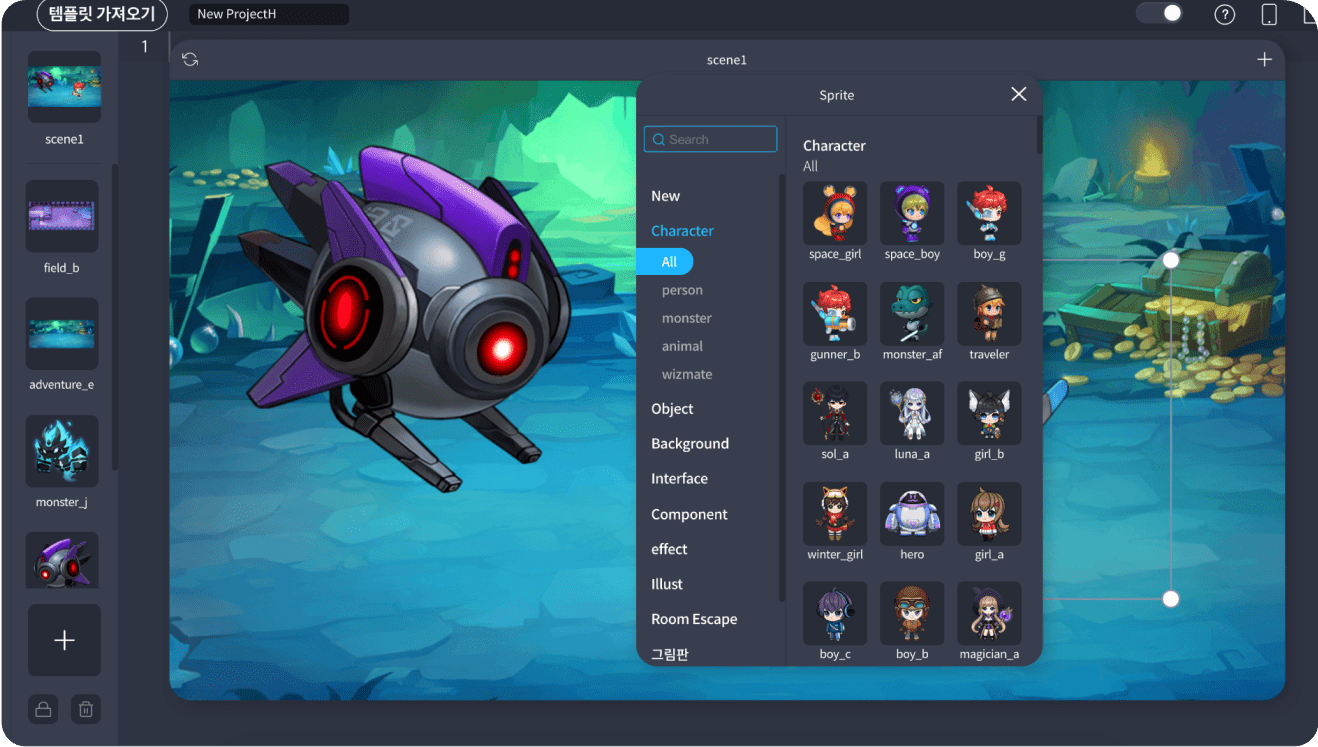 템플릿 가져오기
New ProjectH
?
1
scene1
scene1
field_b
adventure_e
monster_j
Sprite
Search
New
Character
All
person
monster
animal
wizmate
Object
Background
Interface
Component
effect
Illust
Room Escape
그림판
Character
All
space_girl
space_boy
boy_g
gunner_b
monster_af
traveler
sol_a
luna_a
girl_b
winter_girl
hero
girl_a
boy_c
boy_b
magician_a